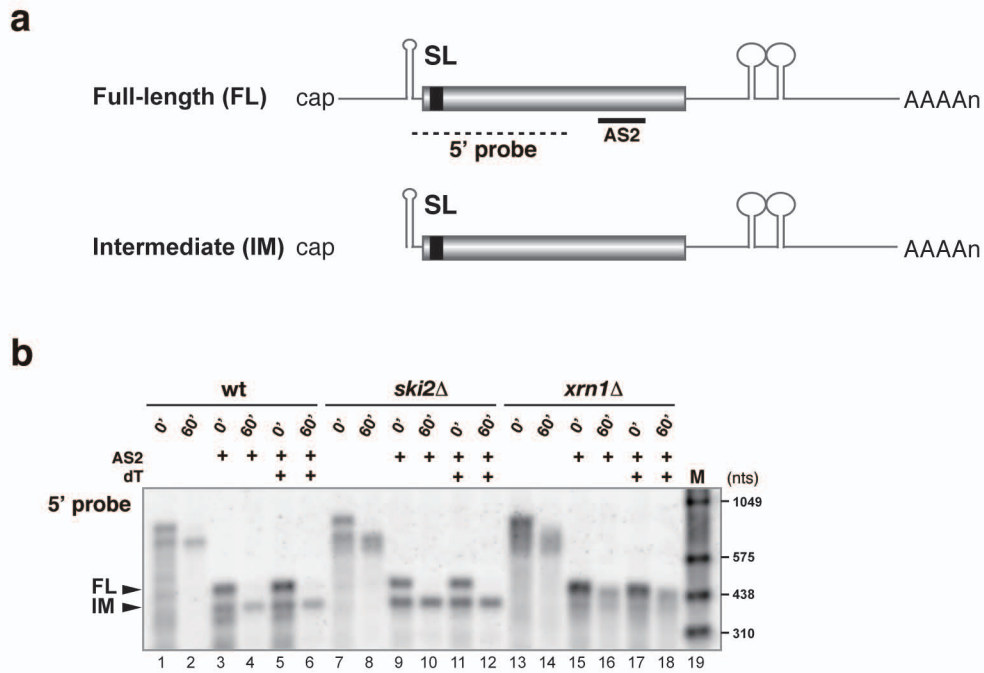 a
SL
Full-length (FL) cap AAAAn
5' probe AS2
SL
Intermediate (IM) cap AAAAn
b
wt ski2Δ xrn1Δ
0' 60' 0' 60' 0' 60' 0' 60' 0' 60' 0' 60' 0' 60' 0' 60' 0' 60'
AS2 + + + + + + + + + + + +
dT + + + + + + M (nts)
5' probe
1049
575
FL
438
IM
310
1 2 3 4 5 6 7 8 9 10 11 12 13 14 15 16 17 18 19